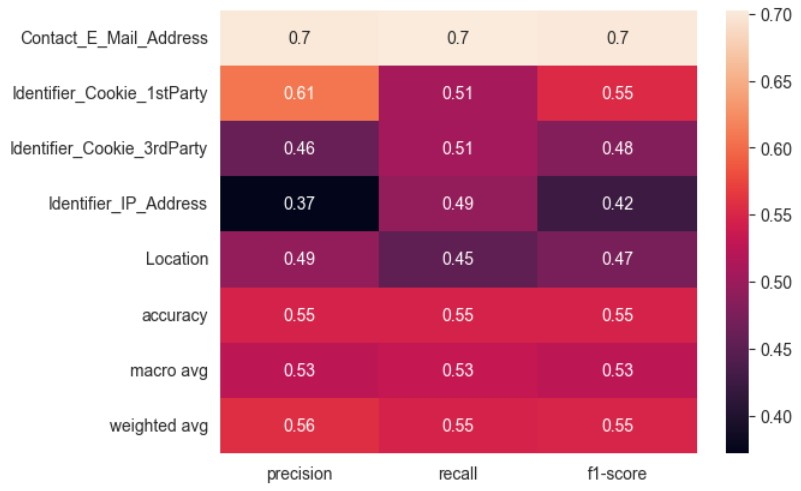 Contact_E_Mail_Address 0.7 0.7 0.7
Identifier_Cookie_1stParty 0.61 0.51 0.55
Identifier_Cookie_3rdParty 0.46 0.51 0.48
Identifier_IP_Address 0.37 0.49 0.42
Location 0.49 0.45 0.47
accuracy 0.55 0.55 0.55
macro avg 0.53 0.53 0.53
weighted avg 0.56 0.55 0.55
precision recall f1-score
0.70
0.65
0.60
0.55
0.50
0.45
0.40